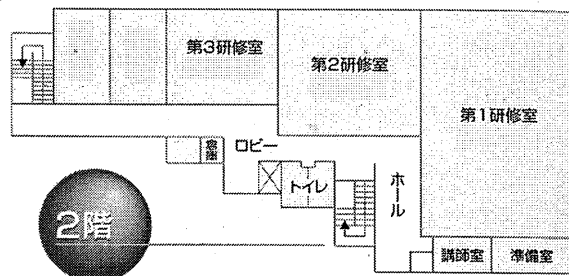 第3研修室
第2研修室
第1研修室
倉庫
ロビー
トイレ
ホール
2階
講師室
準備室